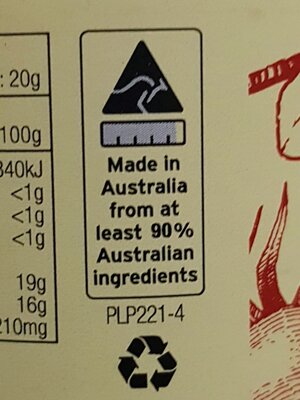 : 20g
100g
340kJ
<1g
<1g
<1g
19g
16g
210mg
Made in
Australia
from at
least 90%
Australian
ingredients
PLP221-4